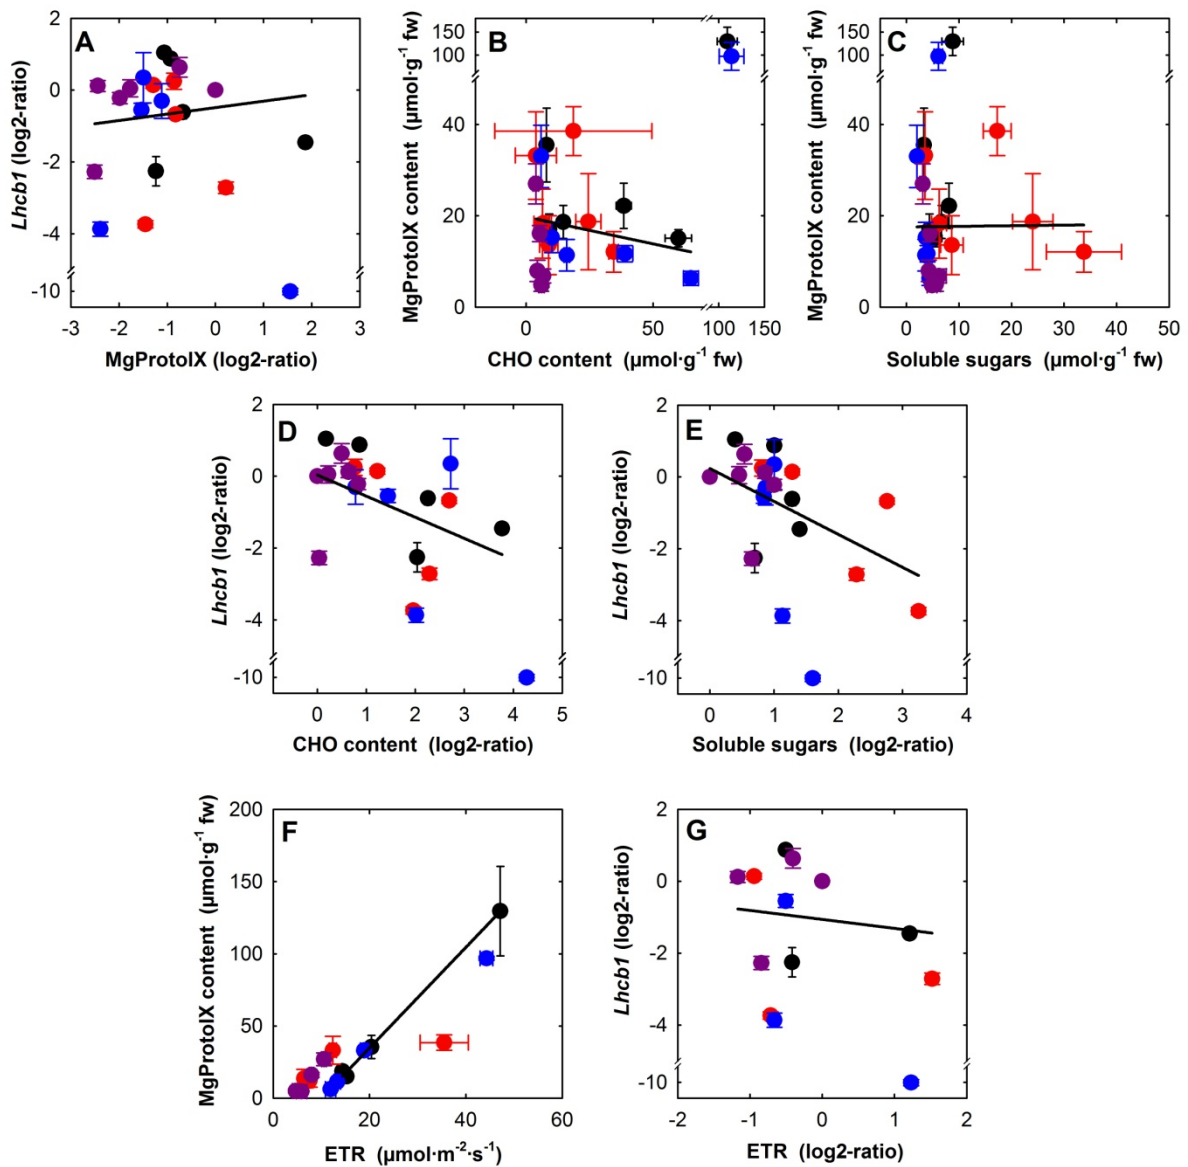 A
Lhcb1 (log2-ratio)
2
0
-2
-4
-10
-3 -2 -1 0 1 2 3
MgProtoIX (log2-ratio)
B
MgProtoIX content (µmol·g⁻¹ fw)
150
100
40
20
0
0 50 100 150
CHO content (µmol·g⁻¹ fw)
C
MgProtoIX content (µmol·g⁻¹ fw)
150
100
40
20
0
0 10 20 30 40 50
Soluble sugars (µmol·g⁻¹ fw)
D
Lhcb1 (log2-ratio)
2
0
-2
-4
-10
0 1 2 3 4 5
CHO content (log2-ratio)
E
Lhcb1 (log2-ratio)
2
0
-2
-4
-10
0 1 2 3 4
Soluble sugars (log2-ratio)
F
MgProtoIX content (µmol·g⁻¹ fw)
200
150
100
50
0
0 20 40 60
ETR (µmol·m⁻²·s⁻¹)
G
Lhcb1 (log2-ratio)
2
0
-2
-4
-10
-2 -1 0 1 2
ETR (log2-ratio)